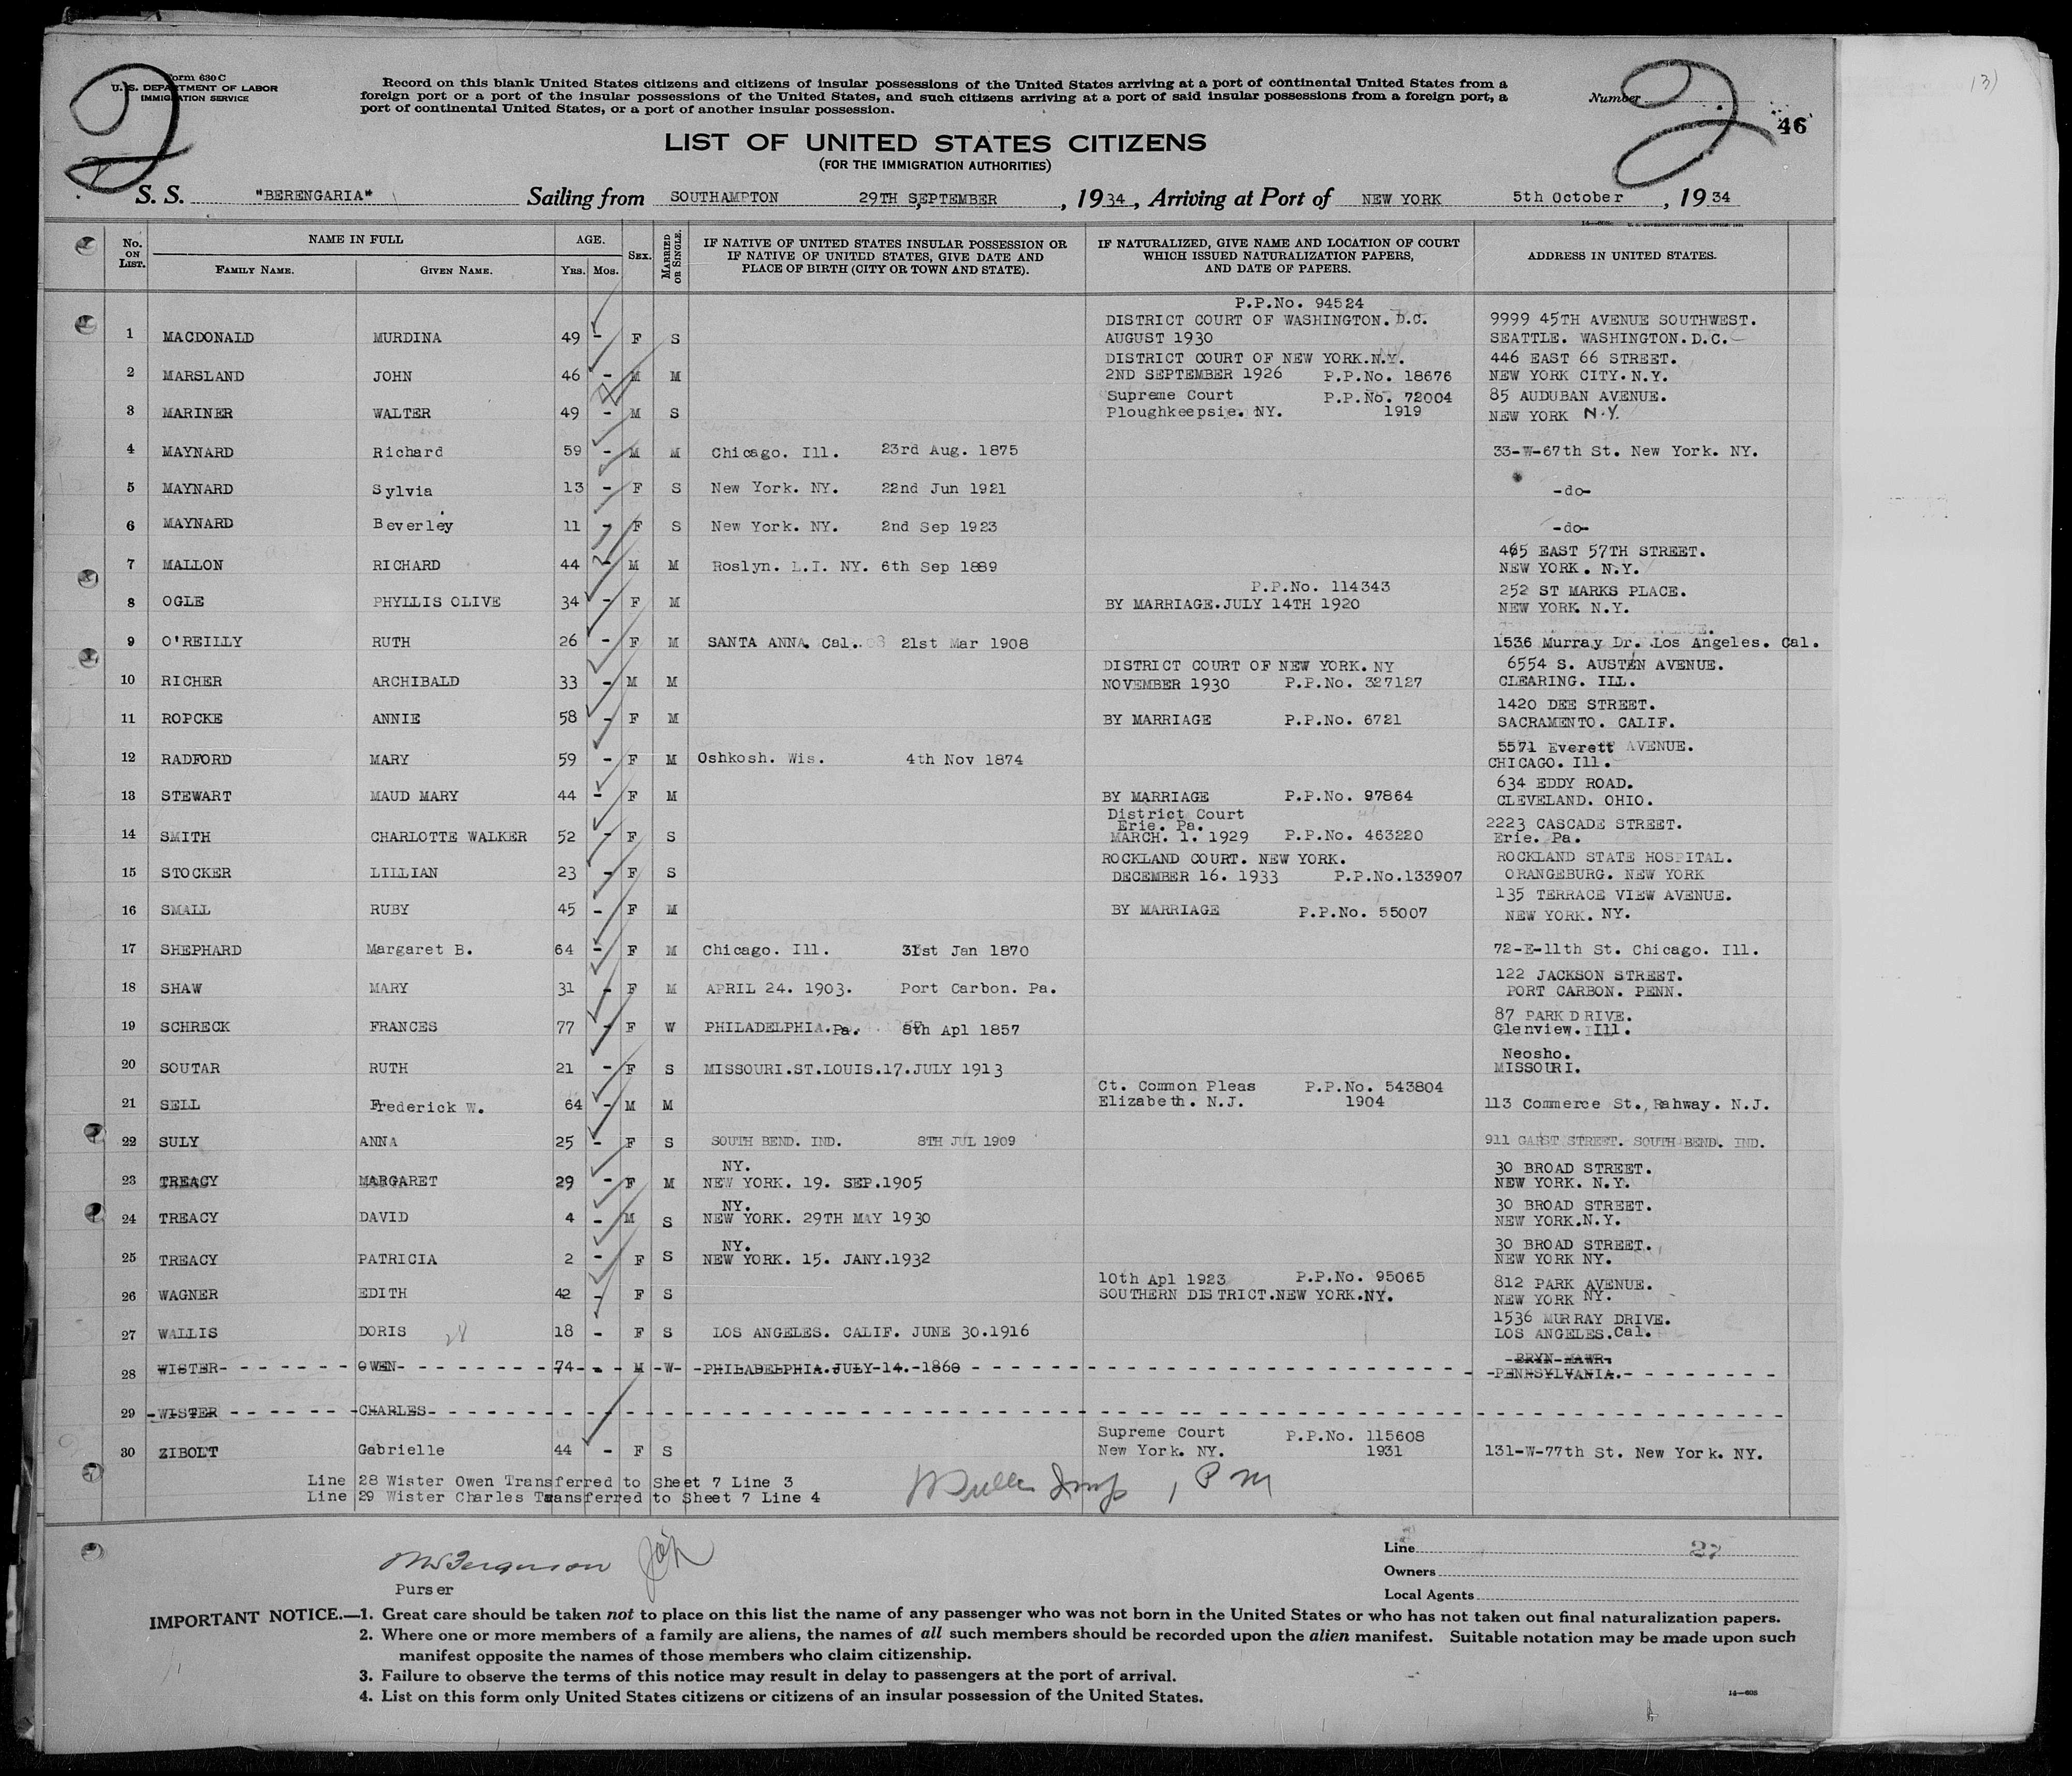 Form 630 C
U. S. DEPARTMENT OF LABOR
IMMIGRATION SERVICE
2
Record on this blank United States citizens and citizens of insular possessions of the United States arriving at a port of continental United States from a
foreign port or a port of the insular possessions of the United States, and such citizens arriving at a port of said insular possessions from a foreign port, a
port of continental United States, or a port of another insular possession.
Number
2
46
LIST OF UNITED STATES CITIZENS
(FOR THE IMMIGRATION AUTHORITIES)
S. S. "BERENGARIA" Sailing from SOUTHAMPTON 29TH SEPTEMBER, 1934, Arriving at Port of NEW YORK 5th October, 1934
No. ON LIST. NAME IN FULL FAMILY NAME. GIVEN NAME. AGE. YRS. MOS. SEX. MARRIED OR SINGLE. IF NATIVE OF UNITED STATES INSULAR POSSESSION OR IF NATIVE OF UNITED STATES, GIVE DATE AND PLACE OF BIRTH (CITY OR TOWN AND STATE). IF NATURALIZED, GIVE NAME AND LOCATION OF COURT WHICH ISSUED NATURALIZATION PAPERS, AND DATE OF PAPERS. ADDRESS IN UNITED STATES.
1 MACDONALD MURDINA 49 - F S P.P.No. 94524 DISTRICT COURT OF WASHINGTON. D.C. AUGUST 1930 9999 45TH AVENUE SOUTHWEST. SEATTLE. WASHINGTON.D.C.
2 MARSLAND JOHN 46 - M M DISTRICT COURT OF NEW YORK.N.Y. 2ND SEPTEMBER 1926 P.P.No. 18676 446 EAST 66 STREET. NEW YORK CITY.N.Y.
3 MARINER WALTER 49 - M S Supreme Court P.P.No. 72004 Ploughkeepsie. NY. 1919 85 AUDUBAN AVENUE. NEW YORK N.Y.
4 MAYNARD Richard 59 - M M Chicago. Ill. 23rd Aug. 1875 33-W-67th St. New York. NY.
5 MAYNARD Sylvia 13 - F S New York. NY. 22nd Jun 1921 -do-
6 MAYNARD Beverley 11 - F S New York. NY. 2nd Sep 1923 -do-
7 MALLON RICHARD 44 - M M Roslyn. L.I. NY. 6th Sep 1889 465 EAST 57TH STREET. NEW YORK. N.Y.
8 OGLE PHYLLIS OLIVE 34 - F M P.P.No. 114343 BY MARRIAGE.JULY 14TH 1920 252 ST MARKS PLACE. NEW YORK N.Y.
9 O'REILLY RUTH 26 - F M SANTA ANNA. Cal. 21st Mar 1908 1536 Murray Dr. Los Angeles. Cal.
10 RICHER ARCHIBALD 33 - M M DISTRICT COURT OF NEW YORK. NY NOVEMBER 1930 P.P.No. 327127 6554 S. AUSTEN AVENUE. CLEARING. ILL.
11 ROPCKE ANNIE 58 - F M BY MARRIAGE P.P.No. 6721 1420 DEE STREET. SACRAMENTO. CALIF.
12 RADFORD MARY 59 - F M Oshkosh. Wis. 4th Nov 1874 5571 Everett AVENUE. CHICAGO. Ill.
13 STEWART MAUD MARY 44 - F M BY MARRIAGE P.P.No. 97864 634 EDDY ROAD. CLEVELAND. OHIO.
14 SMITH CHARLOTTE WALKER 52 - F S District Court Erie. Pa. MARCH. 1. 1929 P.P.No. 463220 2223 CASCADE STREET. Erie. Pa.
15 STOCKER LILLIAN 23 - F S ROCKLAND COURT. NEW YORK. DECEMBER 16. 1933 P.P.No.133907 ROCKLAND STATE HOSPITAL. ORANGEBURG. NEW YORK
16 SMALL RUBY 45 - F M BY MARRIAGE P.P.No. 55007 135 TERRACE VIEW AVENUE. NEW YORK. NY.
17 SHEPHARD Margaret B. 64 - F M Chicago. Ill. 31st Jan 1870 72-E-11th St. Chicago. Ill.
18 SHAW MARY 31 - F M APRIL 24. 1903. Port Carbon. Pa. 122 JACKSON STREET. PORT CARBON. PENN.
19 SCHRECK FRANCES 77 - F W PHILADELPHIA.Pa. 8th Apl 1857 87 PARK DRIVE. Glenview. Ill.
20 SOUTAR RUTH 21 - F S MISSOURI.ST.LOUIS.17.JULY 1913 Neosho. MISSOURI.
21 SELL Frederick W. 64 - M M Ct. Common Pleas P.P.No. 543804 Elizabeth. N.J. 1904 113 Commerce St., Rahway. N.J.
22 SULY ANNA 25 - F S SOUTH BEND. IND. 8TH JUL 1909 911 GARST STREET. SOUTH BEND. IND.
23 TREACY MARGARET 29 - F M NY. NEW YORK. 19. SEP.1905 30 BROAD STREET. NEW YORK. N.Y.
24 TREACY DAVID 4 - M S NY. NEW YORK. 29TH MAY 1930 30 BROAD STREET. NEW YORK.N.Y.
25 TREACY PATRICIA 2 - F S NY. NEW YORK. 15. JANY.1932 30 BROAD STREET. NEW YORK NY.
26 WAGNER EDITH 42 - F S 10th Apl 1923 P.P.No. 95065 SOUTHERN DISTRICT.NEW YORK.NY. 812 PARK AVENUE. NEW YORK NY.
27 WALLIS DORIS 18 - F S LOS ANGELES. CALIF. JUNE 30.1916 1536 MURRAY DRIVE. LOS ANGELES.Cal.
28 WISTER OWEN 74 - M W PHILADELPHIA.JULY 14. 1860 BRYN MAWR. PENNSYLVANIA.
29 WISTER CHARLES
30 ZIBOLT Gabrielle 44 - F S Supreme Court P.P.No. 115608 New York. NY. 1931 131-W-77th St. New York. NY.
Line 28 Wister Owen Transferred to Sheet 7 Line 3
Line 29 Wister Charles Transferred to Sheet 7 Line 4
Purser
Line 27
Owners
Local Agents
IMPORTANT NOTICE.—1. Great care should be taken not to place on this list the name of any passenger who was not born in the United States or who has not taken out final naturalization papers.
2. Where one or more members of a family are aliens, the names of all such members should be recorded upon the alien manifest. Suitable notation may be made upon such
manifest opposite the names of those members who claim citizenship.
3. Failure to observe the terms of this notice may result in delay to passengers at the port of arrival.
4. List on this form only United States citizens or citizens of an insular possession of the United States.
14—608